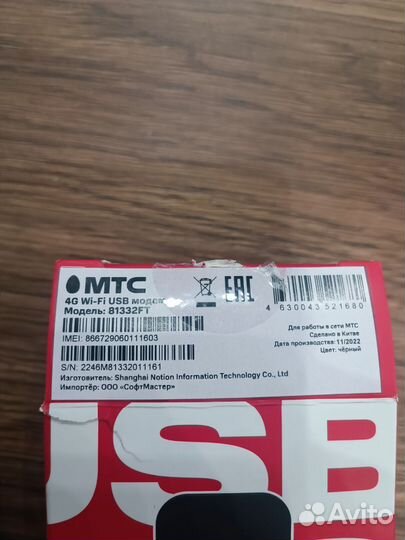 МТС
4G Wi-Fi USB
Модель: 81332FT
EAC
4 630043 521680
IMEI: 866729060111603
Для работы в сети МТС
Сделано в Китае
Дата производства: 11/2022
Цвет: чёрный
S/N: 2246M81332011161
Изготовитель: Shanghai Notion Information Technology Co., Ltd
Импортёр: ООО «СофтМастер»
USB
Avito